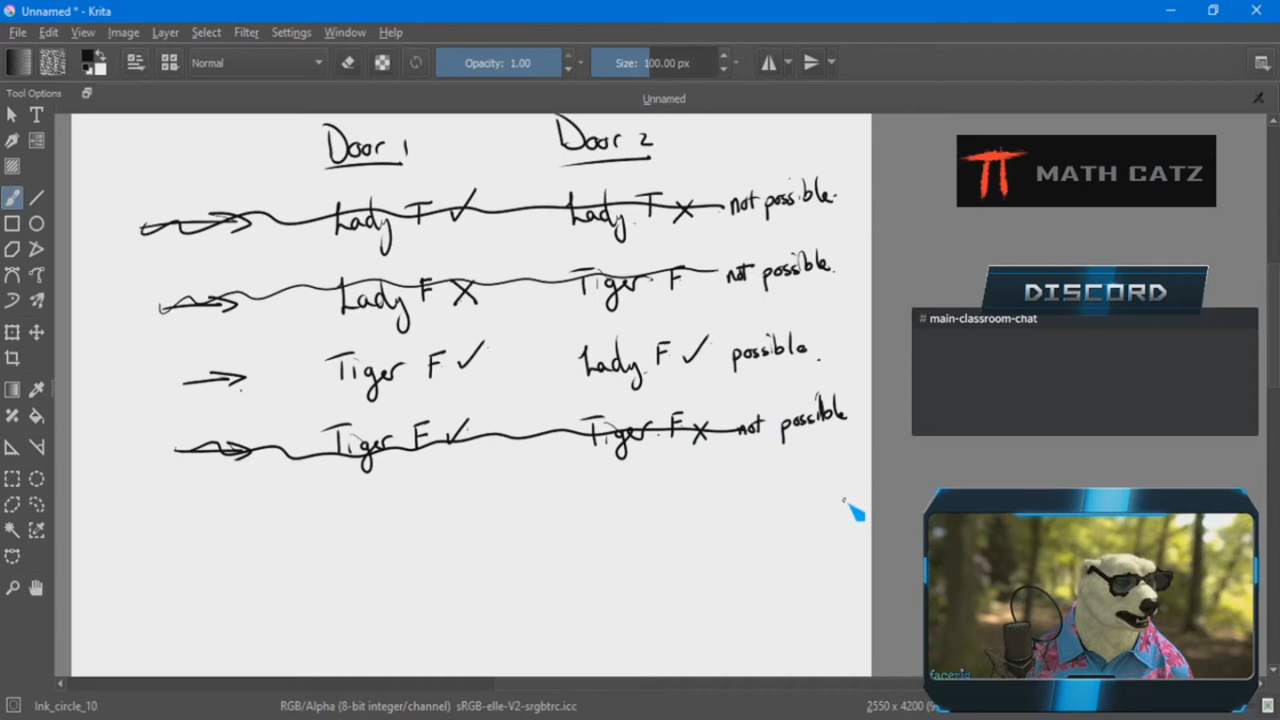 Unnamed * - Krita
File Edit View Image Layer Select Filter Settings Window Help
Normal Opacity: 1.00 Size: 100.00 px
Tool Options
Unnamed
Door 1 Door 2
Lady T ✓ Lady T X not possible.
Lady F X Tiger F not possible.
Tiger F ✓ Lady F ✓ possible.
Tiger F ✓ Tiger F X not possible
π MATH CATZ
DISCORD
# main-classroom-chat
facerig
Ink_circle_10 RGB/Alpha (8-bit integer/channel) sRGB-elle-V2-srgbtrc.icc 2550 x 4200 (9